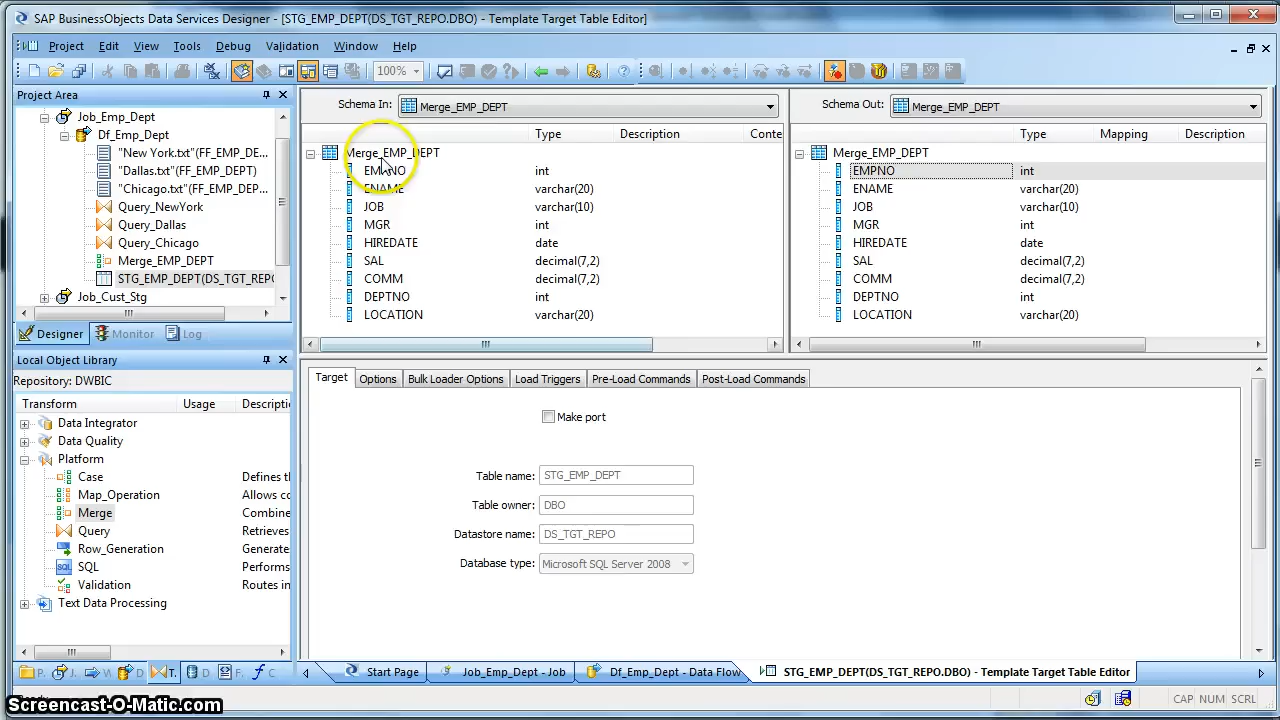 SAP BusinessObjects Data Services Designer - [STG_EMP_DEPT(DS_TGT_REPO.DBO) - Template Target Table Editor]
Project Edit View Tools Debug Validation Window Help
100%
Project Area
Job_Emp_Dept
Df_Emp_Dept
"New York.txt"(FF_EMP_DE...
"Dallas.txt"(FF_EMP_DEPT)
"Chicago.txt"(FF_EMP_DEP...
Query_NewYork
Query_Dallas
Query_Chicago
Merge_EMP_DEPT
STG_EMP_DEPT(DS_TGT_REPO
Job_Cust_Stg
Designer Monitor Log
Local Object Library
Repository: DWBIC
Transform Usage Descripti
Data Integrator
Data Quality
Platform
Case Defines th
Map_Operation Allows co
Merge Combine
Query Retrieves
Row_Generation Generate
SQL Performs
Validation Routes in
Text Data Processing
P. J. W D T. D F. C
Schema In: Merge_EMP_DEPT
Type Description Conte
Merge_EMP_DEPT
EMPNO int
ENAME varchar(20)
JOB varchar(10)
MGR int
HIREDATE date
SAL decimal(7,2)
COMM decimal(7,2)
DEPTNO int
LOCATION varchar(20)
Schema Out: Merge_EMP_DEPT
Type Mapping Description
Merge_EMP_DEPT
EMPNO int
ENAME varchar(20)
JOB varchar(10)
MGR int
HIREDATE date
SAL decimal(7,2)
COMM decimal(7,2)
DEPTNO int
LOCATION varchar(20)
Target Options Bulk Loader Options Load Triggers Pre-Load Commands Post-Load Commands
Make port
Table name: STG_EMP_DEPT
Table owner: DBO
Datastore name: DS_TGT_REPO
Database type: Microsoft SQL Server 2008
Start Page Job_Emp_Dept - Job Df_Emp_Dept - Data Flow STG_EMP_DEPT(DS_TGT_REPO.DBO) - Template Target Table Editor
CAP NUM SCRL
Screencast-O-Matic.com